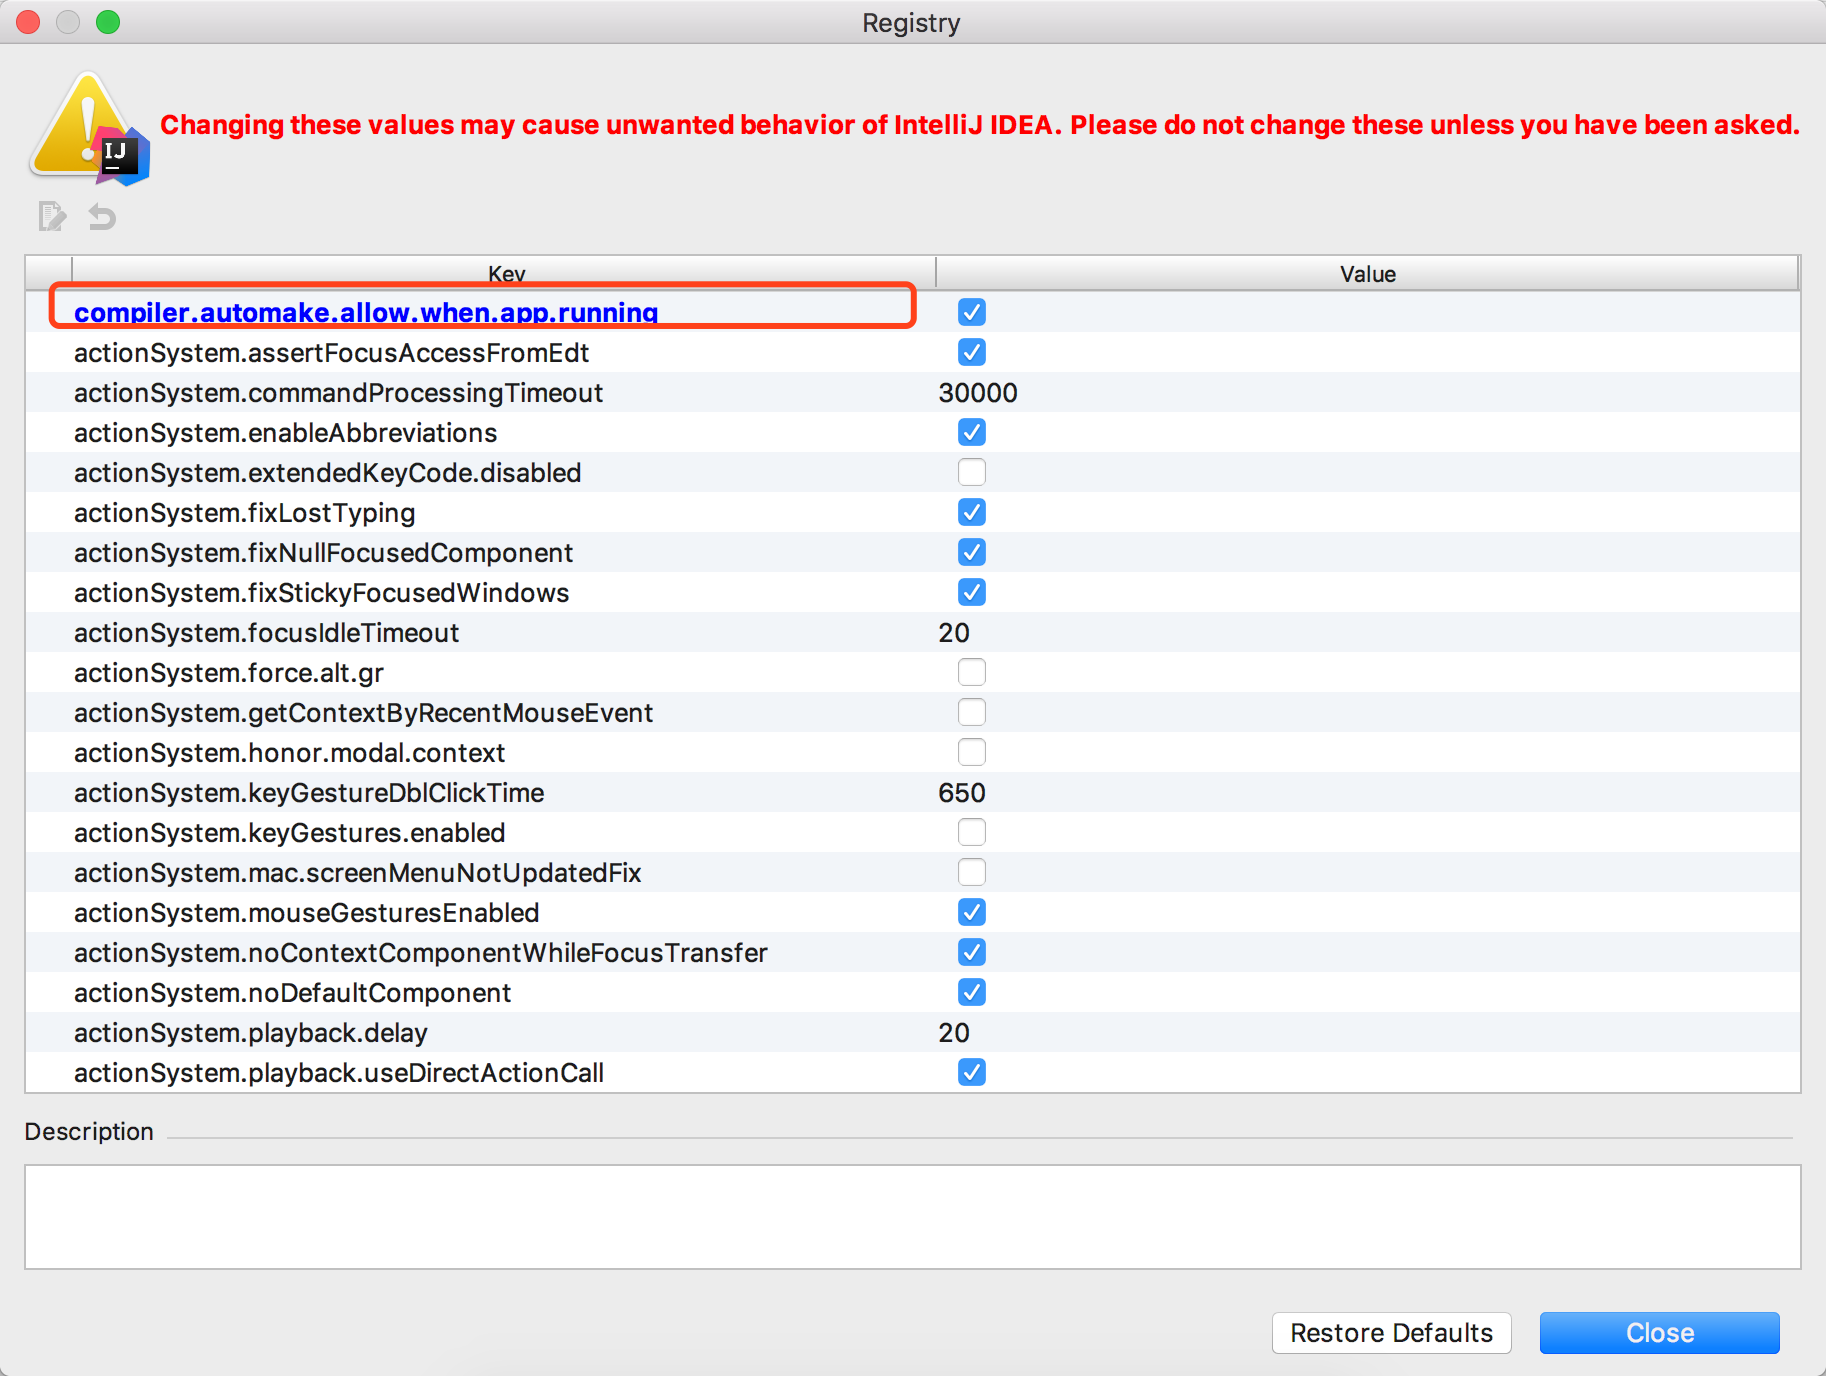 Registry
Changing these values may cause unwanted behavior of IntelliJ IDEA. Please do not change these unless you have been asked.
IJ
Key Value
compiler.automake.allow.when.app.running
actionSystem.assertFocusAccessFromEdt
actionSystem.commandProcessingTimeout 30000
actionSystem.enableAbbreviations
actionSystem.extendedKeyCode.disabled
actionSystem.fixLostTyping
actionSystem.fixNullFocusedComponent
actionSystem.fixStickyFocusedWindows
actionSystem.focusIdleTimeout 20
actionSystem.force.alt.gr
actionSystem.getContextByRecentMouseEvent
actionSystem.honor.modal.context
actionSystem.keyGestureDblClickTime 650
actionSystem.keyGestures.enabled
actionSystem.mac.screenMenuNotUpdatedFix
actionSystem.mouseGesturesEnabled
actionSystem.noContextComponentWhileFocusTransfer
actionSystem.noDefaultComponent
actionSystem.playback.delay 20
actionSystem.playback.useDirectActionCall
Description
Restore Defaults Close